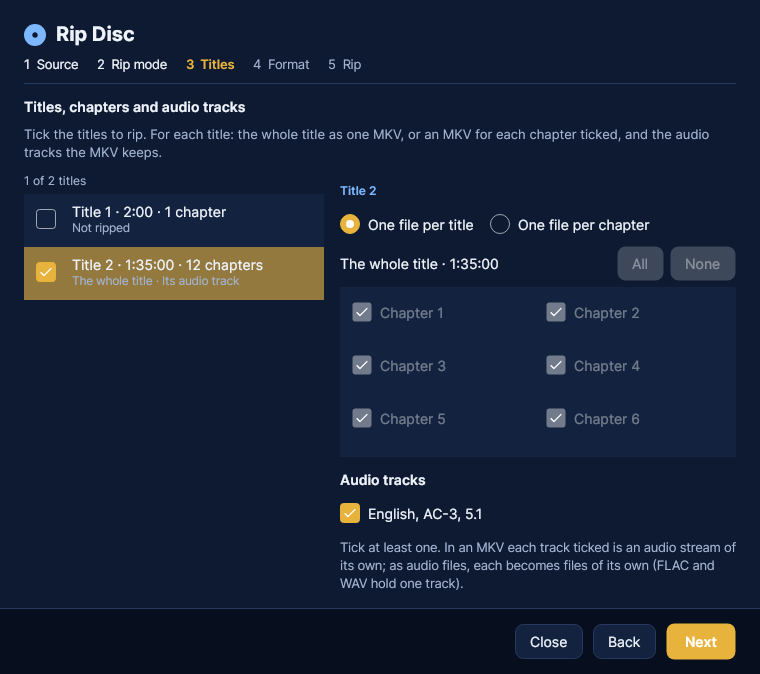 Rip Disc
1 Source 2 Rip mode 3 Titles 4 Format 5 Rip
Titles, chapters and audio tracks
Tick the titles to rip. For each title: the whole title as one MKV, or an MKV for each chapter ticked, and the audio
tracks the MKV keeps.
1 of 2 titles
Title 1 · 2:00 · 1 chapter
Not ripped
Title 2 · 1:35:00 · 12 chapters
The whole title · Its audio track
Title 2
One file per title One file per chapter
The whole title · 1:35:00 All None
Chapter 1 Chapter 2
Chapter 3 Chapter 4
Chapter 5 Chapter 6
Audio tracks
English, AC-3, 5.1
Tick at least one. In an MKV each track ticked is an audio stream of
its own; as audio files, each becomes files of its own (FLAC and
WAV hold one track).
Close Back Next